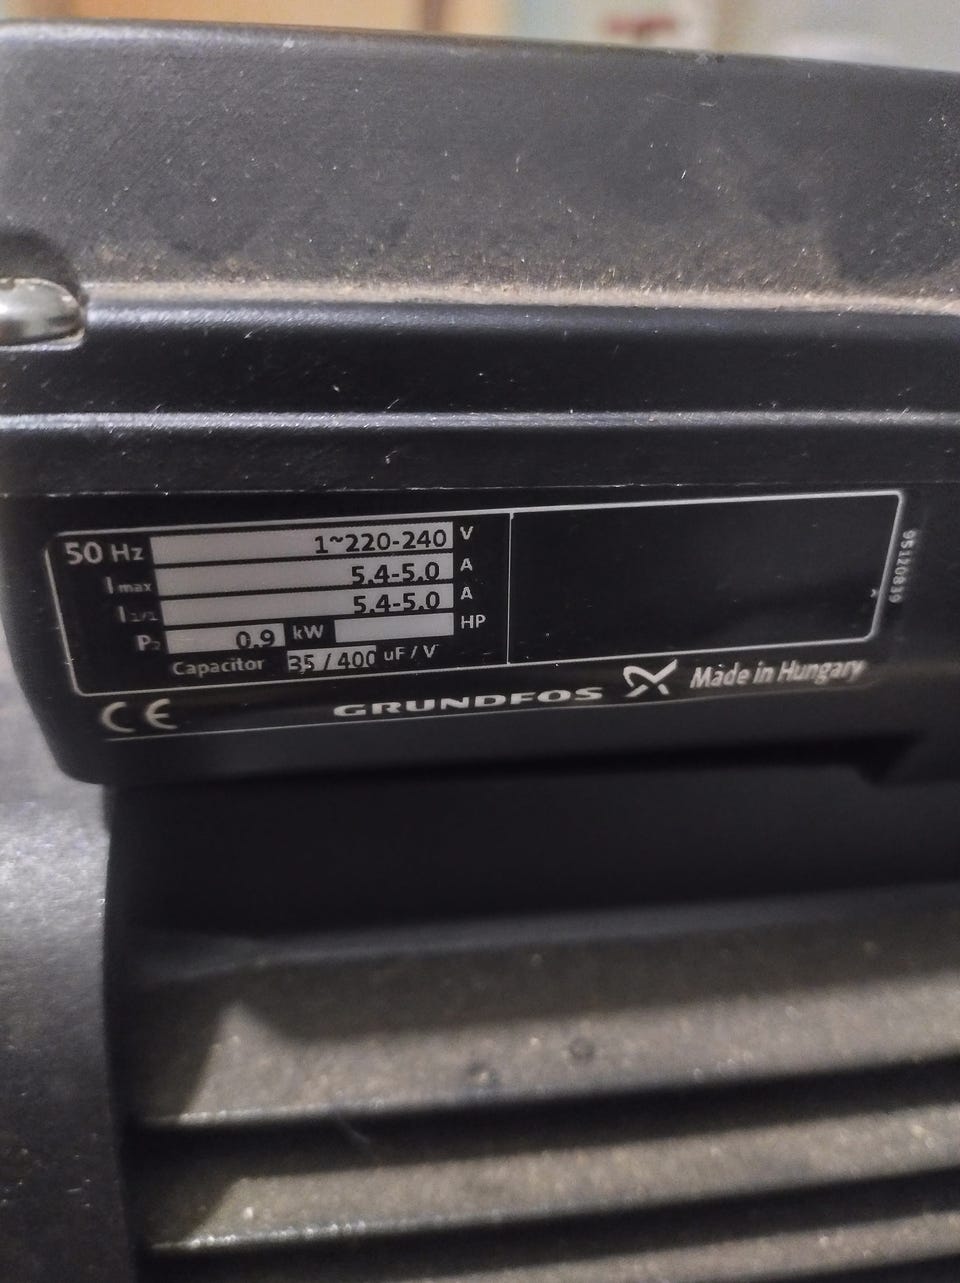 50 Hz 1~220-240 V
Imax 5,4-5,0 A
I1/1 5,4-5,0 A
P2 0,9 kW HP
Capacitor 35 / 400 uF / V
CE GRUNDFOS Made in Hungary
95120839